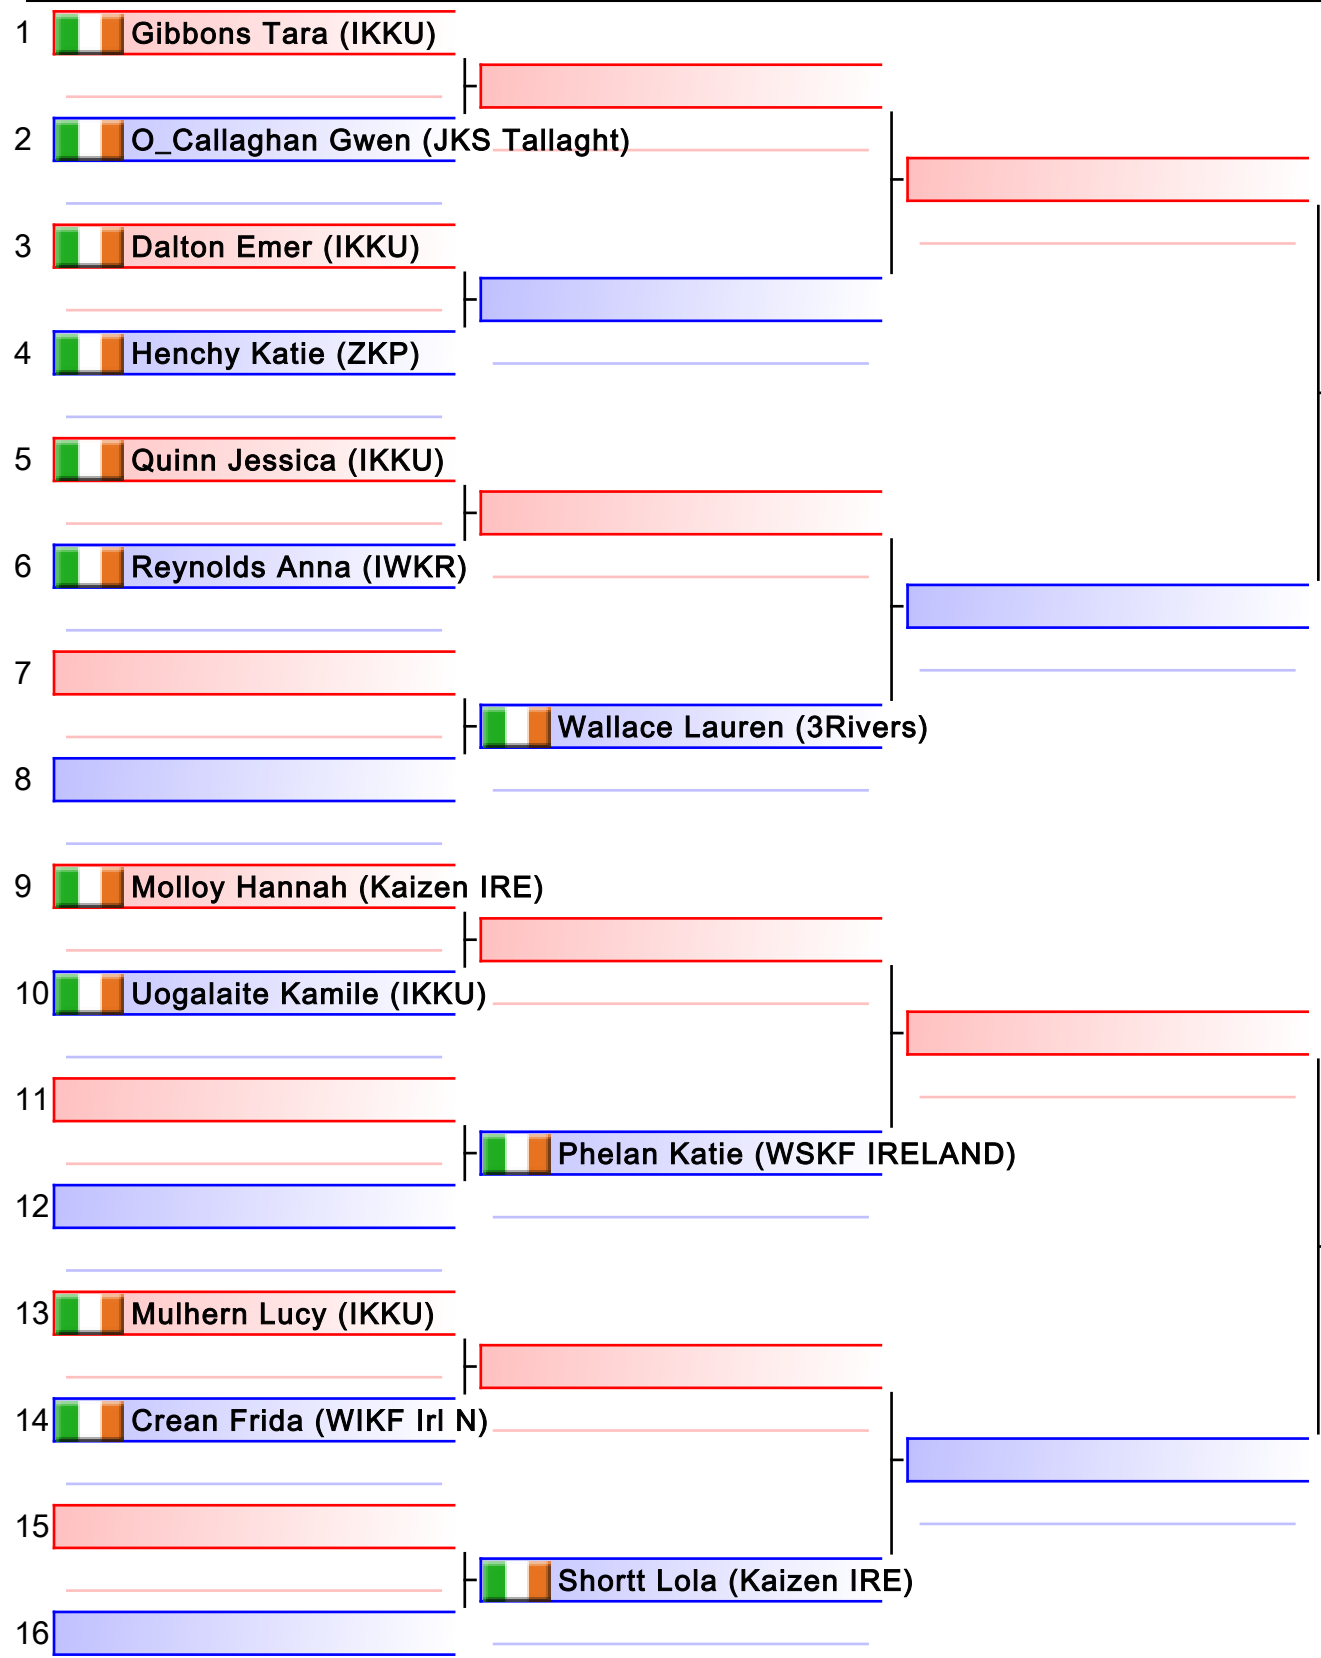 1 Gibbons Tara (IKKU)
2 O_Callaghan Gwen (JKS Tallaght)
3 Dalton Emer (IKKU)
4 Henchy Katie (ZKP)
5 Quinn Jessica (IKKU)
6 Reynolds Anna (IWKR)
7
Wallace Lauren (3Rivers)
8
9 Molloy Hannah (Kaizen IRE)
10 Uogalaite Kamile (IKKU)
11
Phelan Katie (WSKF IRELAND)
12
13 Mulhern Lucy (IKKU)
14 Crean Frida (WIKF Irl N)
15
Shortt Lola (Kaizen IRE)
16